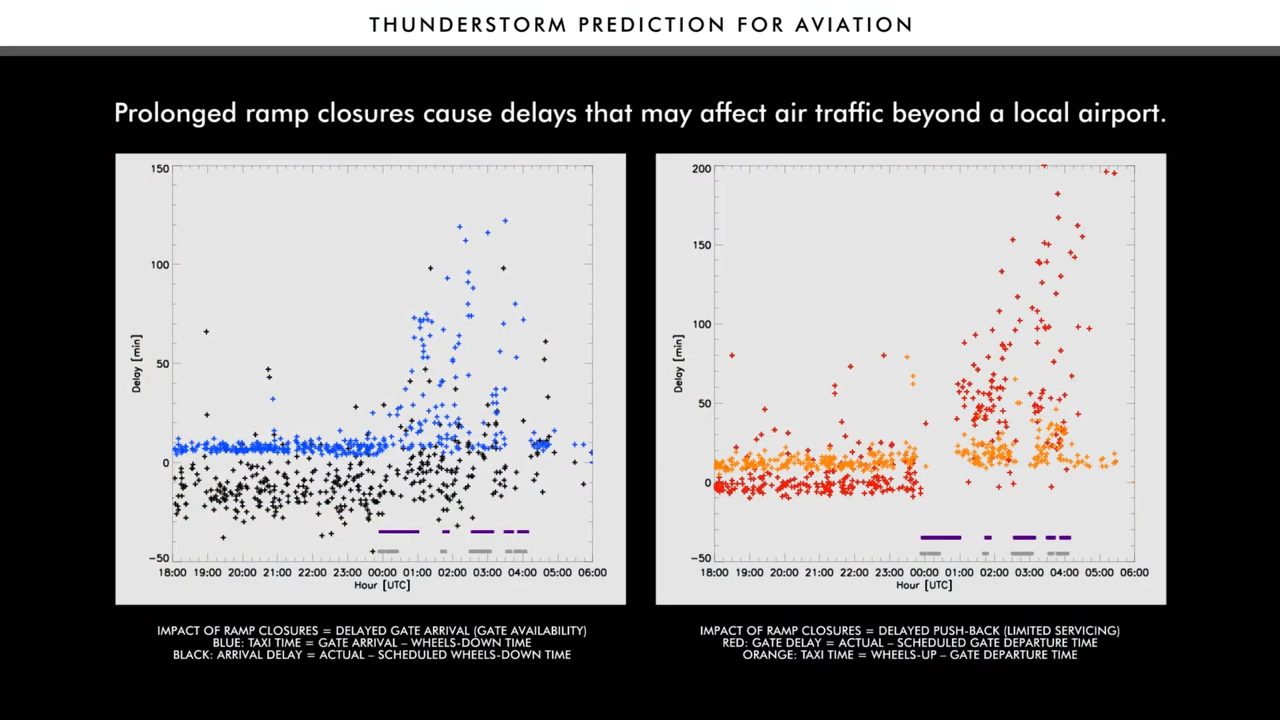 THUNDERSTORM PREDICTION FOR AVIATION
Prolonged ramp closures cause delays that may affect air traffic beyond a local airport.
150
100
50
0
−50
Delay [min]
18:00 19:00 20:00 21:00 22:00 23:00 00:00 01:00 02:00 03:00 04:00 05:00 06:00
Hour [UTC]
200
150
100
50
0
−50
Delay [min]
18:00 19:00 20:00 21:00 22:00 23:00 00:00 01:00 02:00 03:00 04:00 05:00 06:00
Hour [UTC]
IMPACT OF RAMP CLOSURES = DELAYED GATE ARRIVAL (GATE AVAILABILITY)
BLUE: TAXI TIME = GATE ARRIVAL – WHEELS-DOWN TIME
BLACK: ARRIVAL DELAY = ACTUAL – SCHEDULED WHEELS-DOWN TIME
IMPACT OF RAMP CLOSURES = DELAYED PUSH-BACK (LIMITED SERVICING)
RED: GATE DELAY = ACTUAL – SCHEDULED GATE DEPARTURE TIME
ORANGE: TAXI TIME = WHEELS-UP – GATE DEPARTURE TIME